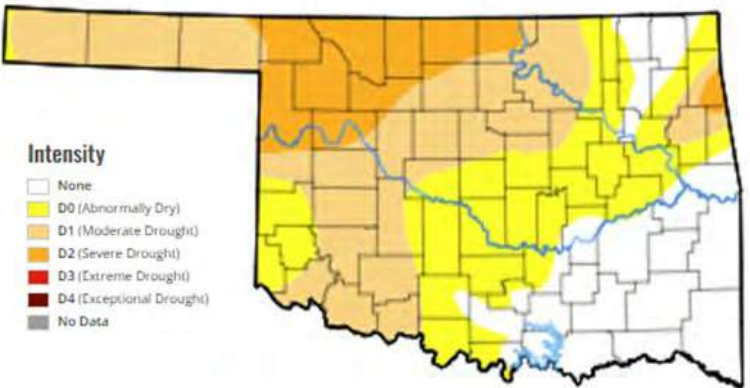 Intensity
None
D0 (Abnormally Dry)
D1 (Moderate Drought)
D2 (Severe Drought)
D3 (Extreme Drought)
D4 (Exceptional Drought)
No Data